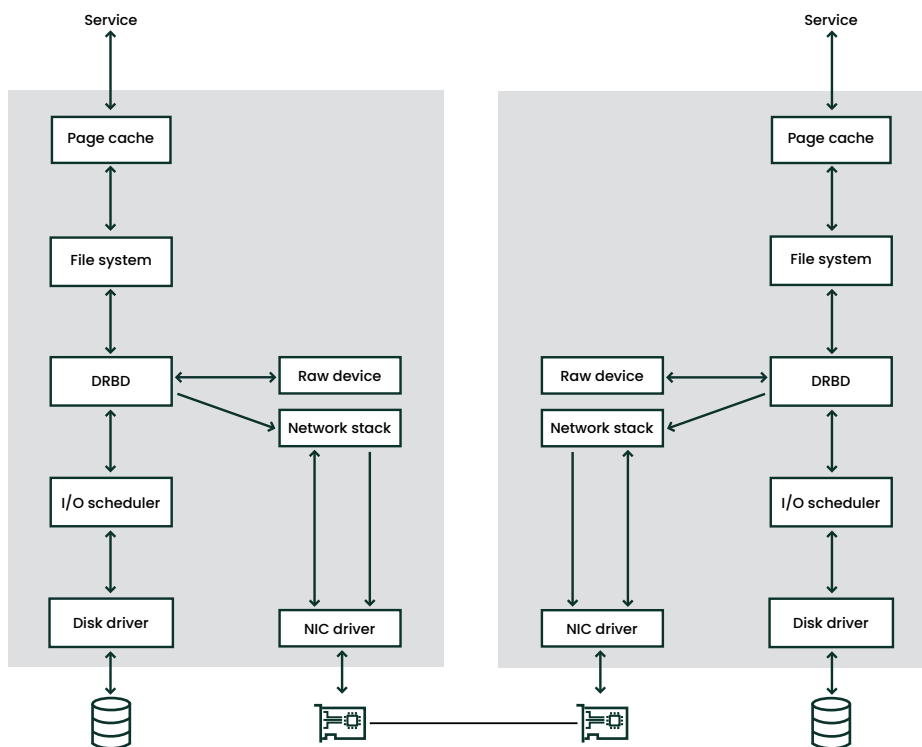 Service
Service
Page cache
Page cache
File system
File system
DRBD
Raw device
Raw device
DRBD
Network stack
Network stack
I/O scheduler
I/O scheduler
Disk driver
NIC driver
NIC driver
Disk driver